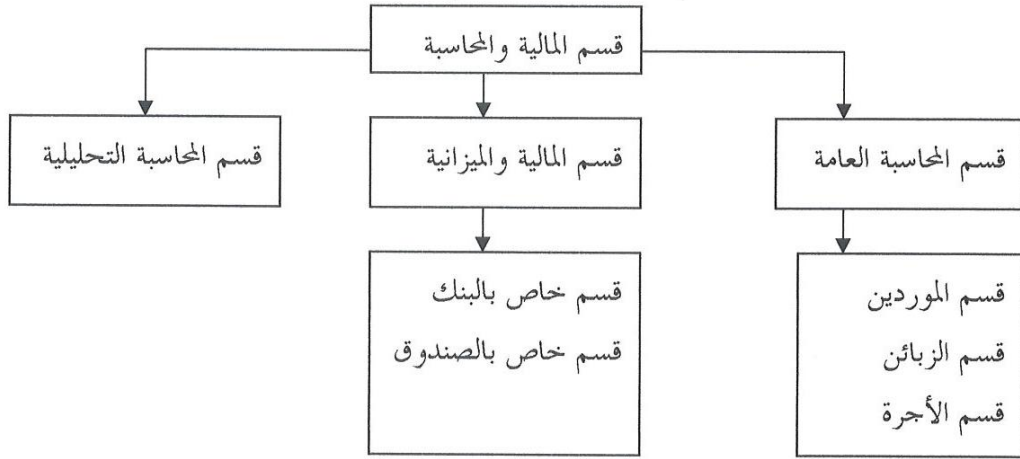 قسم المالية والمحاسبة
قسم المحاسبة العامة
قسم المالية والميزانية
قسم المحاسبة التحليلية
قسم الموردين
قسم الزبائن
قسم الأجرة
قسم خاص بالبنك
قسم خاص بالصندوق